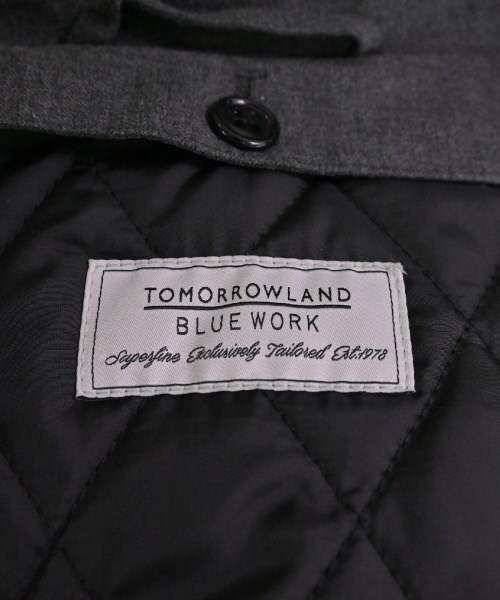 TOMORROWLAND
BLUE WORK
Superfine Exclusively Tailored Est.1978